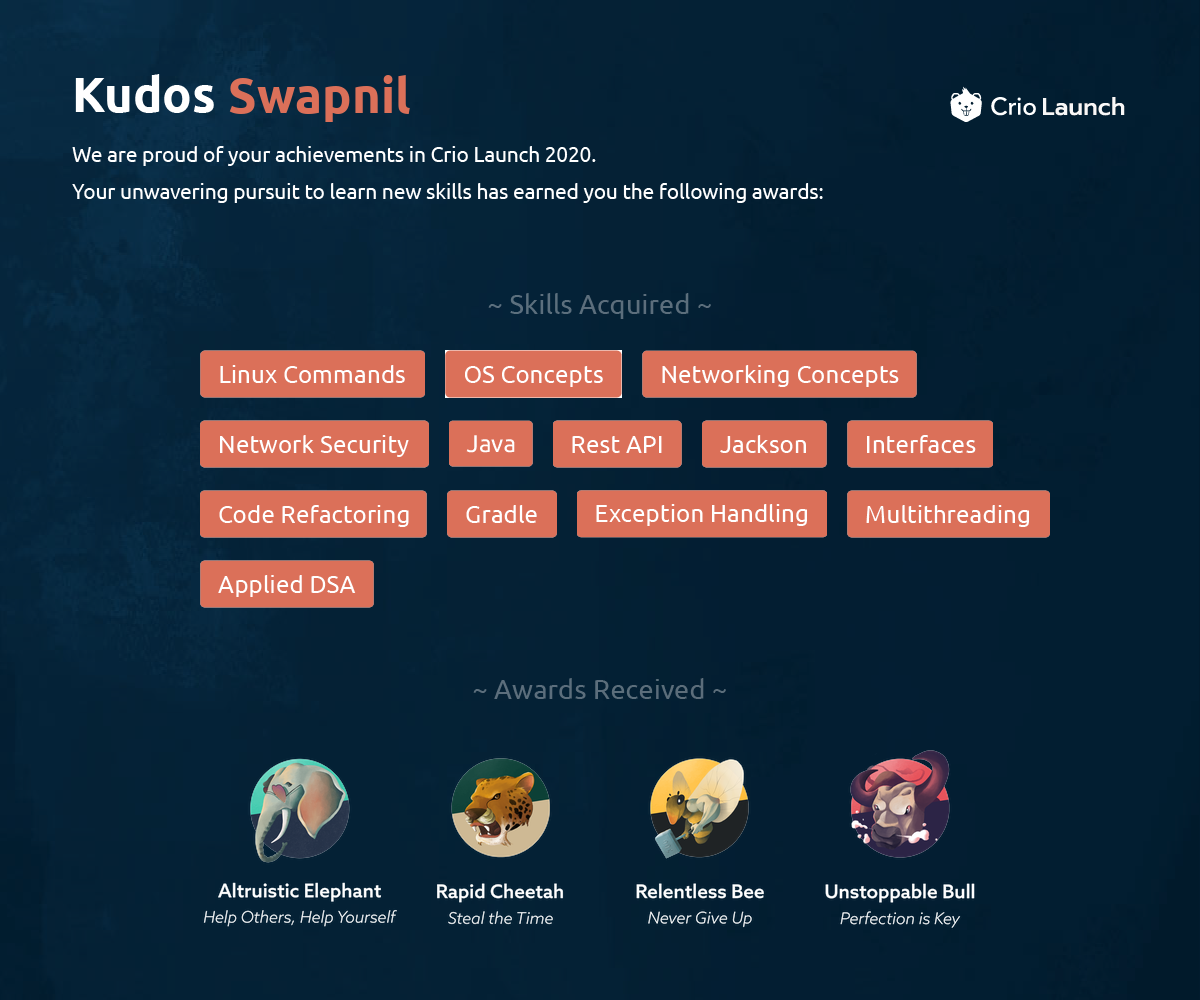 Kudos Swapnil
Crio Launch
We are proud of your achievements in Crio Launch 2020.
Your unwavering pursuit to learn new skills has earned you the following awards:
~ Skills Acquired ~
Linux Commands OS Concepts Networking Concepts
Network Security Java Rest API Jackson Interfaces
Code Refactoring Gradle Exception Handling Multithreading
Applied DSA
~ Awards Received ~
Altruistic Elephant Rapid Cheetah Relentless Bee Unstoppable Bull
Help Others, Help Yourself Steal the Time Never Give Up Perfection is Key